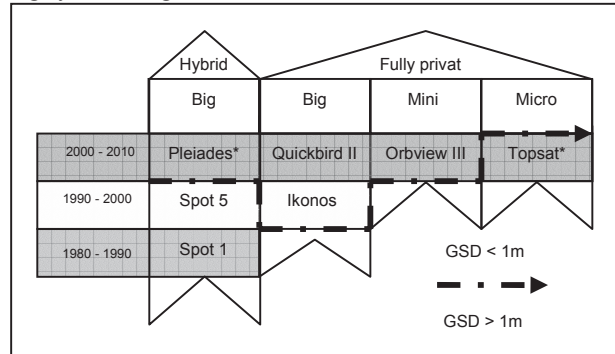 Hybrid Fully privat
Big Big Mini Micro
2000 - 2010 Pleiades* Quickbird II Orbview III Topsat*
1990 - 2000 Spot 5 Ikonos
1980 - 1990 Spot 1
GSD < 1m
GSD > 1m